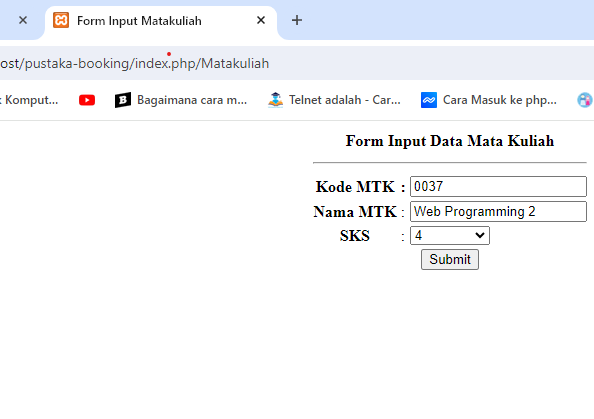 Form Input Matakuliah
ost/pustaka-booking/index.php/Matakuliah
Komput... Bagaimana cara m... Telnet adalah - Car... Cara Masuk ke php...
Form Input Data Mata Kuliah
Kode MTK : 0037
Nama MTK : Web Programming 2
SKS : 4
Submit